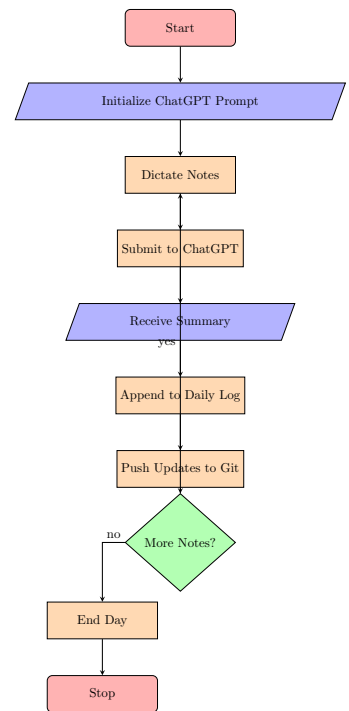 Start
Initialize ChatGPT Prompt
Dictate Notes
Submit to ChatGPT
Receive Summary
yes
Append to Daily Log
Push Updates to Git
More Notes?
no
End Day
Stop